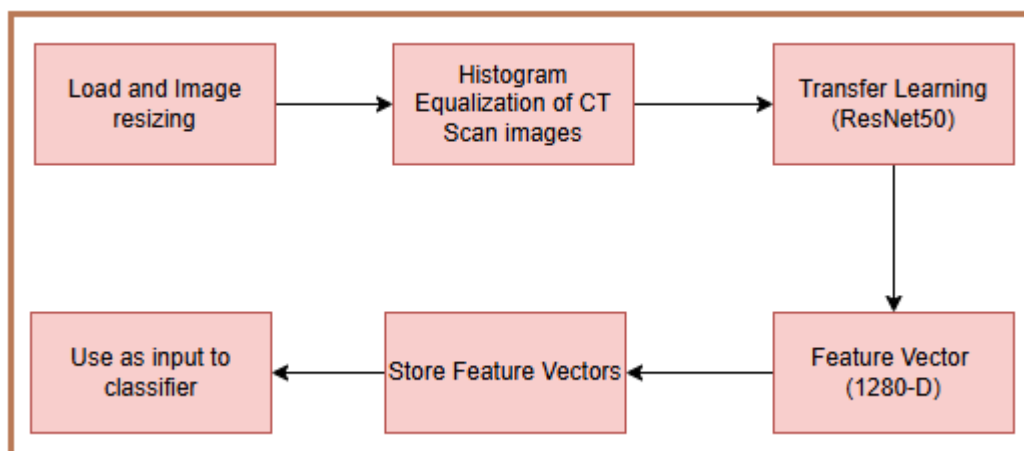 Load and Image
resizing
Histogram
Equalization of CT
Scan images
Transfer Learning
(ResNet50)
Feature Vector
(1280-D)
Store Feature Vectors
Use as input to
classifier